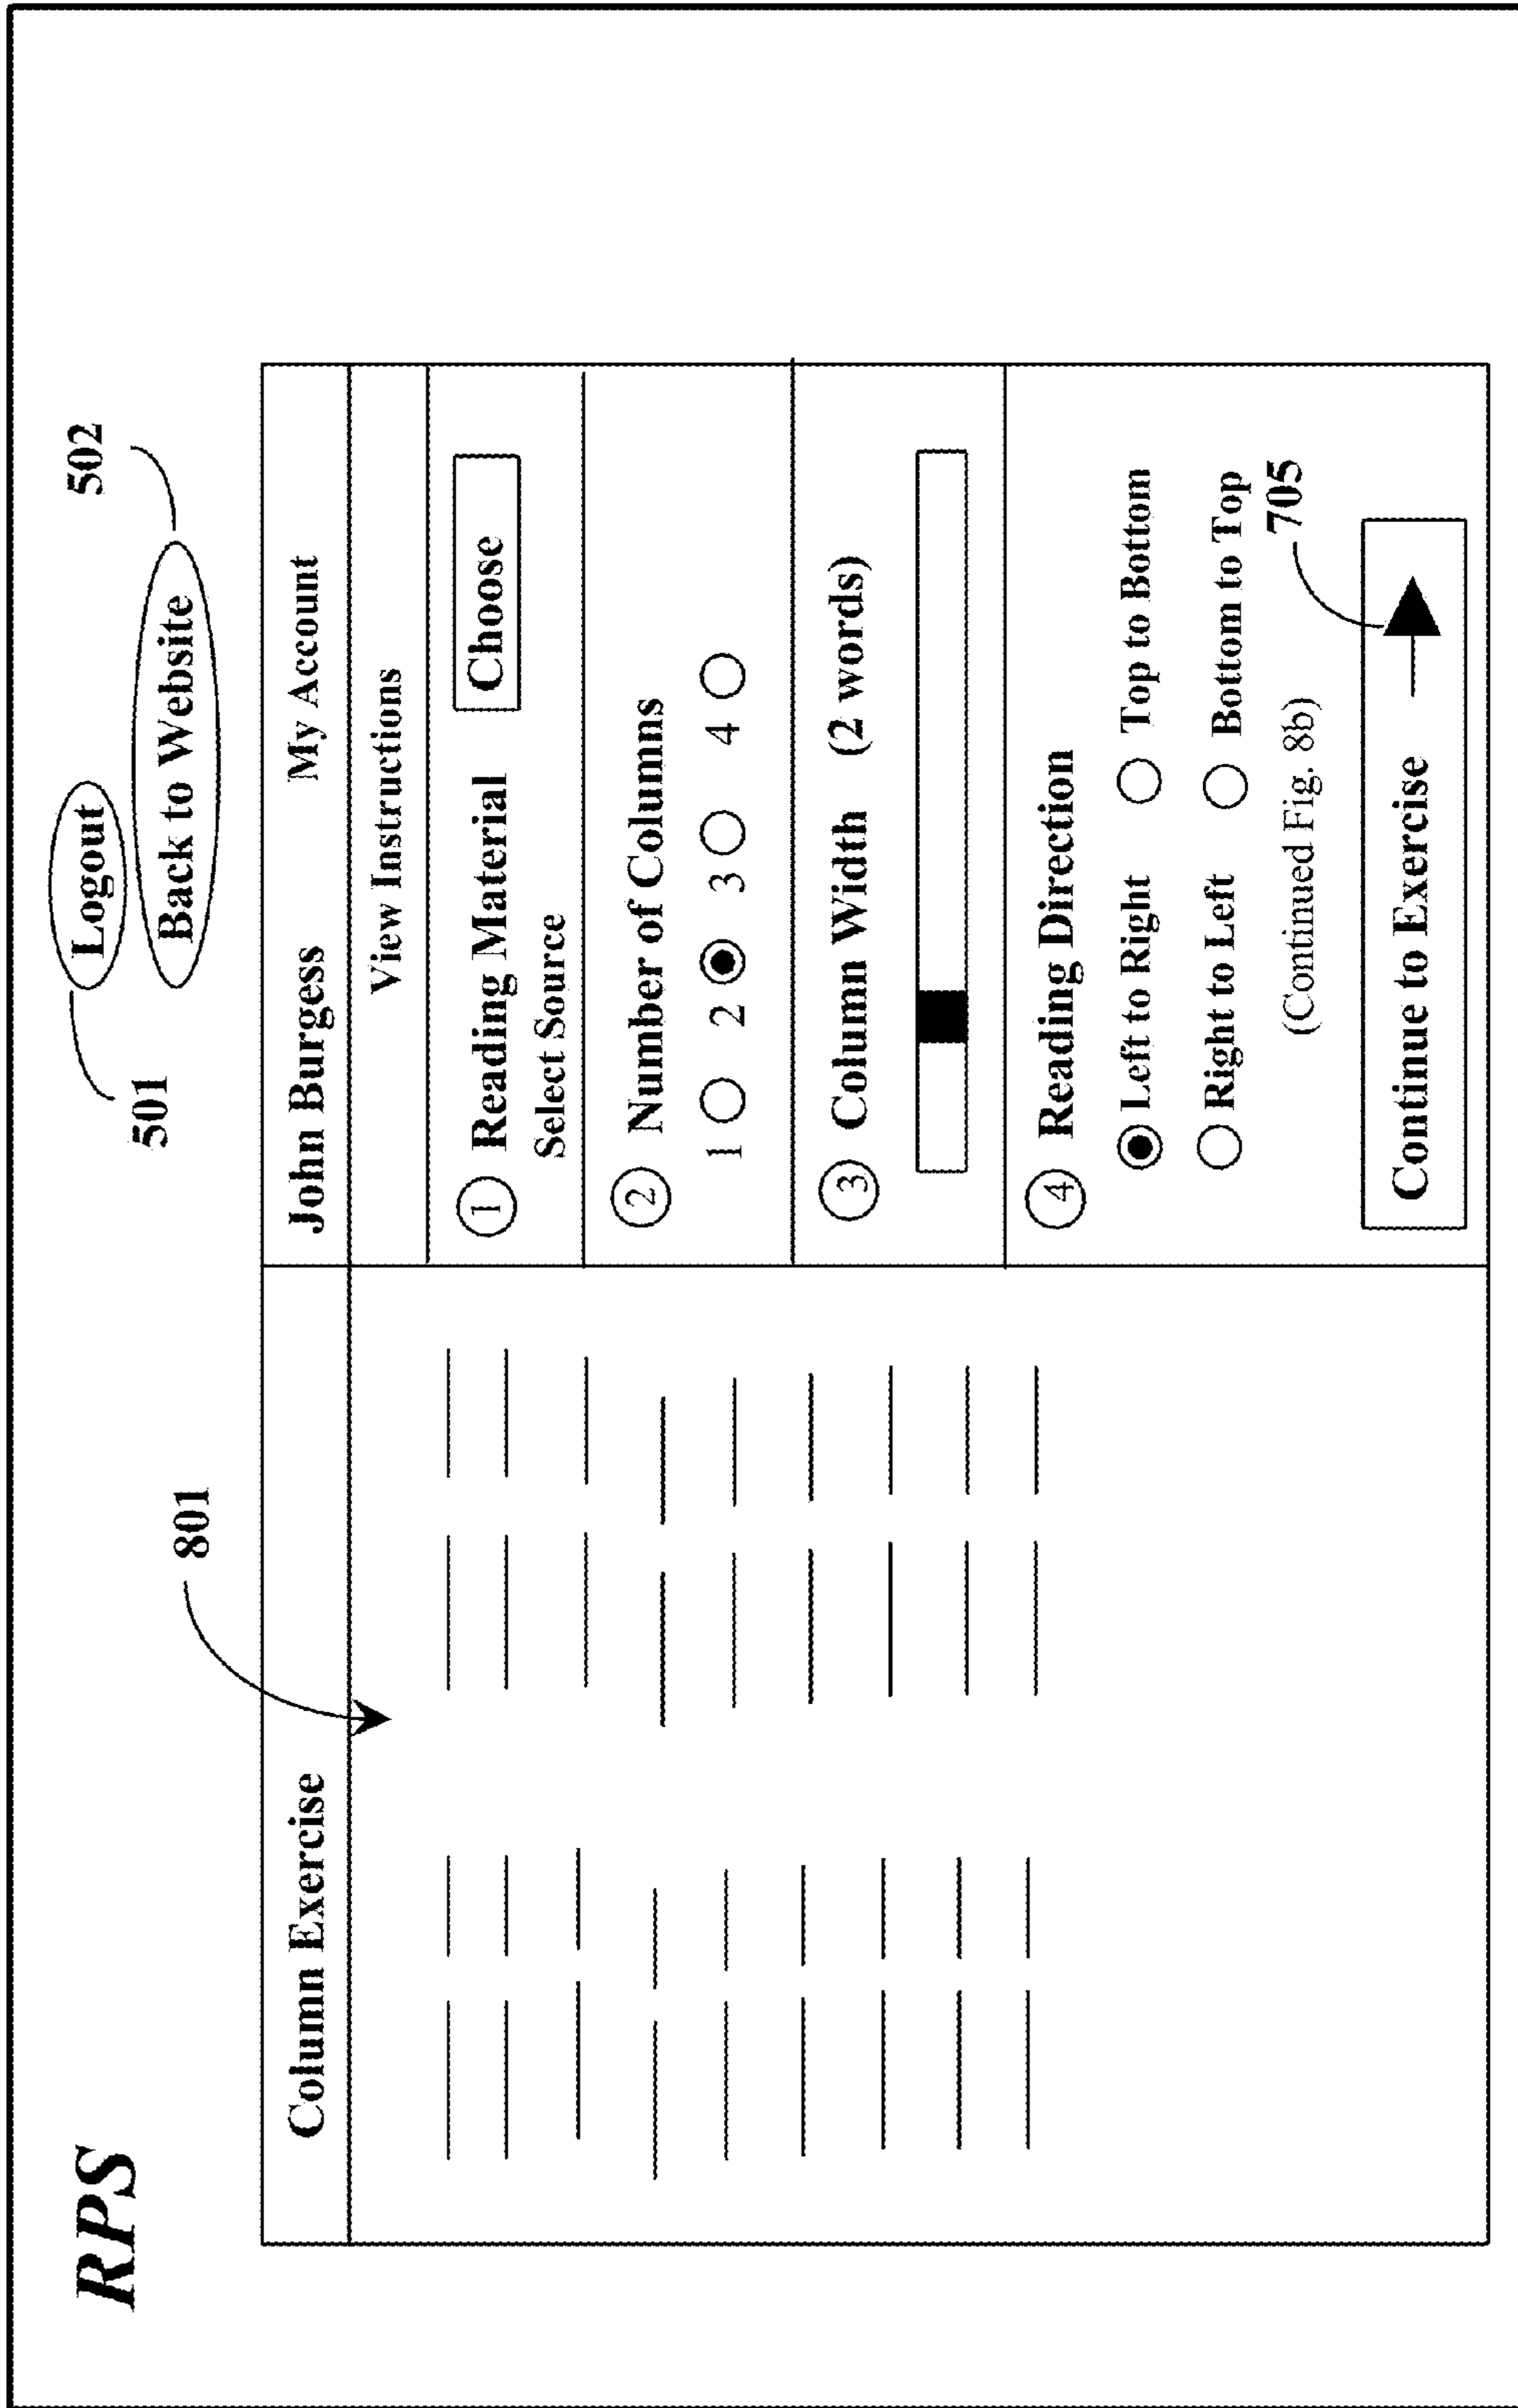 RPS
501
Logout
502
Back to Website
801
Column Exercise
John Burgess My Account
View Instructions
1 Reading Material Choose
Select Source
2 Number of Columns
1 2 3 4
3 Column Width (2 words)
4 Reading Direction
Left to Right Top to Bottom
Right to Left Bottom to Top
(Continued Fig. 8b)
705
Continue to Exercise